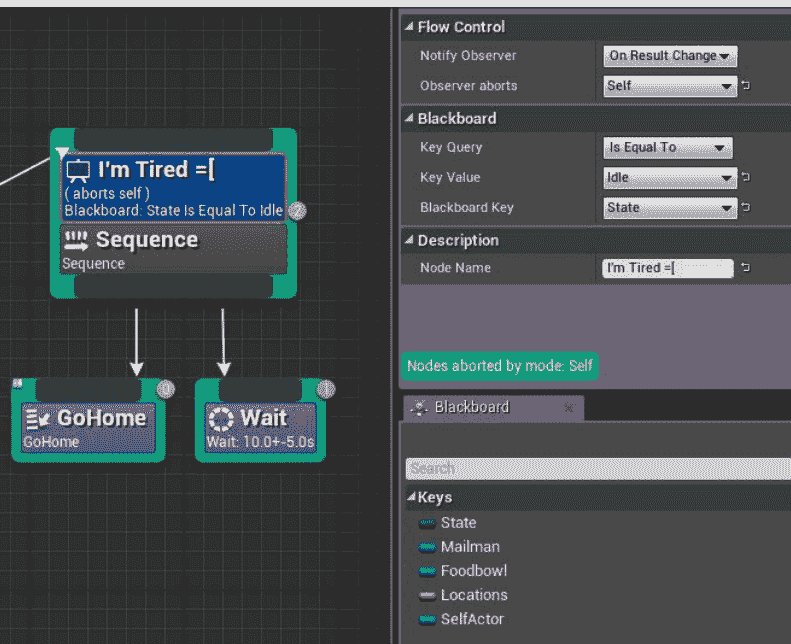 I'm Tired =[
( aborts self )
Blackboard: State Is Equal To Idle
Sequence
Sequence
GoHome
GoHome
Wait
Wait: 10.0+-5.0s
Flow Control
Notify Observer On Result Change
Observer aborts Self
Blackboard
Key Query Is Equal To
Key Value Idle
Blackboard Key State
Description
Node Name I'm Tired =[
Nodes aborted by mode: Self
Blackboard
Search
Keys
State
Mailman
Foodbowl
Locations
SelfActor